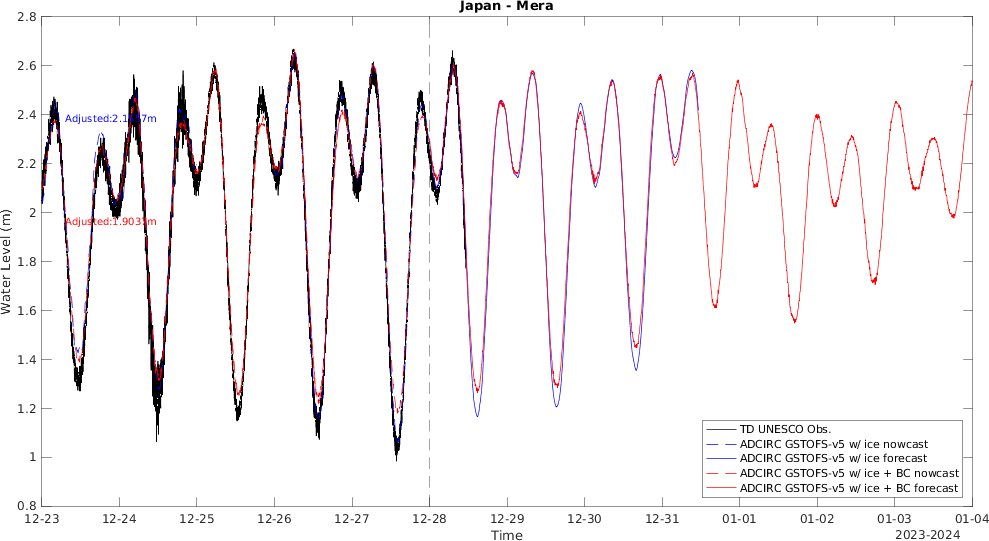 Japan - Mera
2.8
2.6
2.4
2.2
2
1.8
1.6
1.4
1.2
1
0.8
Water Level (m)
Adjusted:
Adjusted:1.9035m
TD UNESCO Obs.
ADCIRC GSTOFS-v5 w/ ice nowcast
ADCIRC GSTOFS-v5 w/ ice forecast
ADCIRC GSTOFS-v5 w/ ice + BC nowcast
ADCIRC GSTOFS-v5 w/ ice + BC forecast
12-23 12-24 12-25 12-26 12-27 12-28 12-29 12-30 12-31 01-01 01-02 01-03 01-04
Time
2023-2024